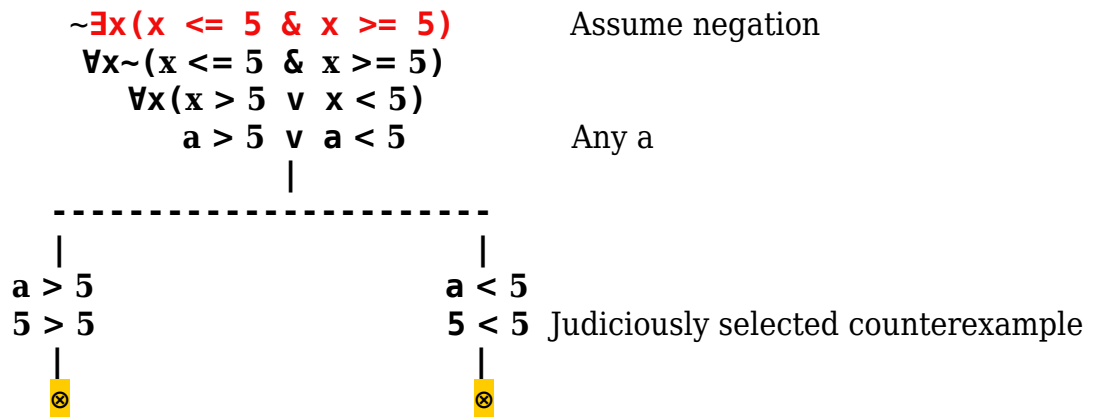 ~∃x(x <= 5 & x >= 5) Assume negation
∀x~(x <= 5 & x >= 5)
∀x(x > 5 v x < 5)
a > 5 v a < 5 Any a
|
-----------------------
| |
a > 5 a < 5
5 > 5 5 < 5 Judiciously selected counterexample
| |
⊗ ⊗